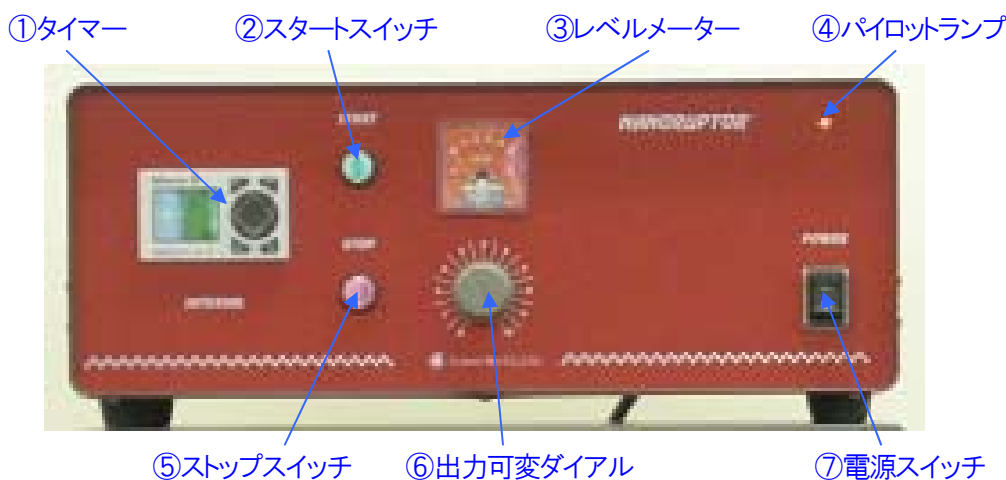 ①タイマー
②スタートスイッチ
③レベルメーター
④パイロットランプ
START
NANORUPTOR
STOP
POWER
⑤ストップスイッチ
⑥出力可変ダイアル
⑦電源スイッチ